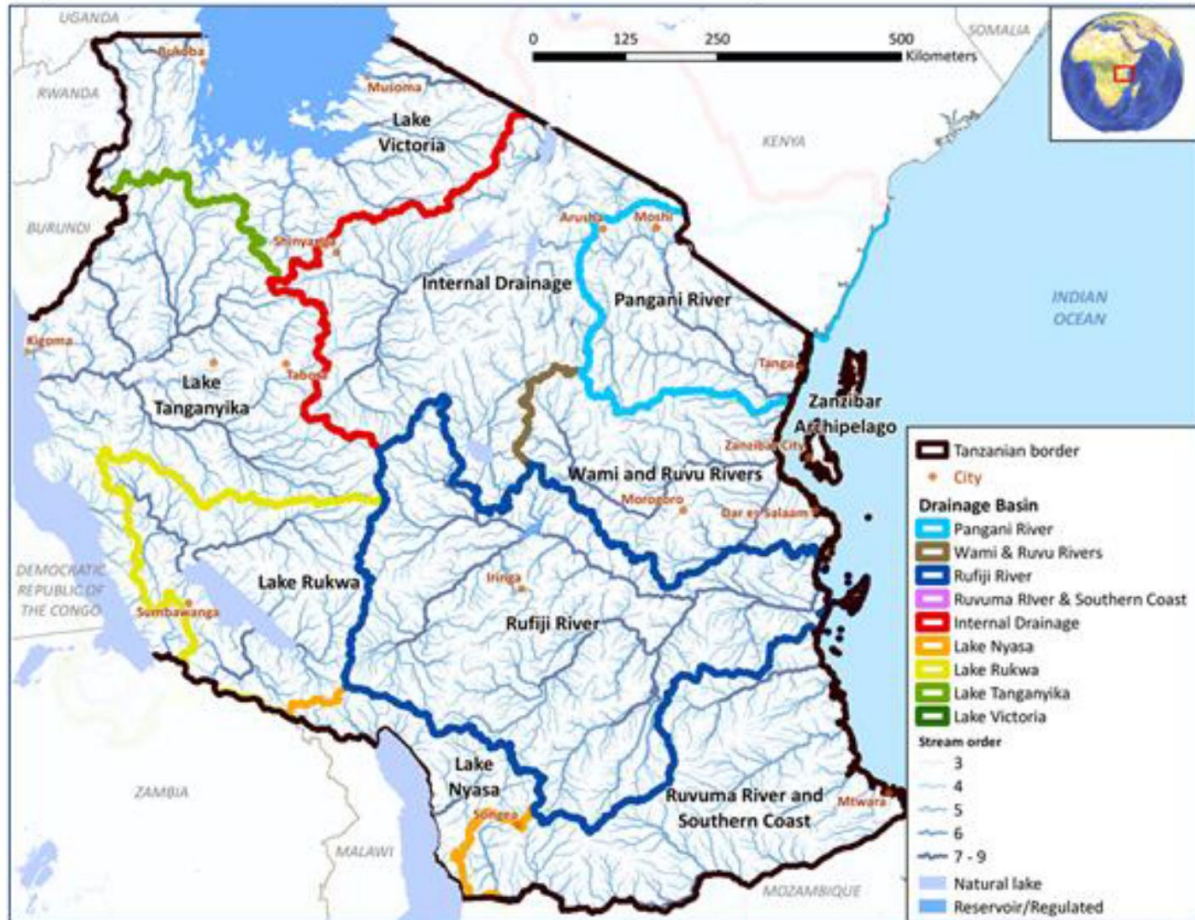 UGANDA
SOMALIA
Bukoba
0 125 250 500
Kilometers
RWANDA
Musoma
Lake
Victoria
KENYA
BURUNDI
Arusha
Moshi
Shinyanga
Internal Drainage
Pangani River
INDIAN
OCEAN
Kigoma
Tabora
Tanga
Lake
Tanganyika
Zanzibar
Archipelago
Zanzibar City
Wami and Ruvu Rivers
Morogoro
Dar es Salaam
DEMOCRATIC
REPUBLIC OF
THE CONGO
Lake Rukwa
Iringa
Sumbawanga
Rufiji River
ZAMBIA
Lake
Nyasa
Songea
Ruvuma River and
Southern Coast
Mtwara
MALAWI
MOZAMBIQUE
Tanzanian border
City
Drainage Basin
Pangani River
Wami & Ruvu Rivers
Rufiji River
Ruvuma RIver & Southern Coast
Internal Drainage
Lake Nyasa
Lake Rukwa
Lake Tanganyika
Lake Victoria
Stream order
3
4
5
6
7 - 9
Natural lake
Reservoir/Regulated